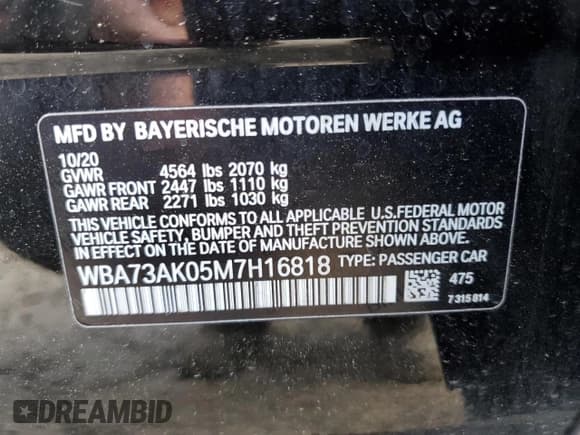 MFD BY BAYERISCHE MOTOREN WERKE AG
10/20
GVWR 4564 lbs 2070 kg
GAWR FRONT 2447 lbs 1110 kg
GAWR REAR 2271 lbs 1030 kg
THIS VEHICLE CONFORMS TO ALL APPLICABLE U.S.FEDERAL MOTOR
VEHICLE SAFETY, BUMPER AND THEFT PREVENTION STANDARDS
IN EFFECT ON THE DATE OF MANUFACTURE SHOWN ABOVE.
WBA73AK05M7H16818 TYPE: PASSENGER CAR
475
7315814
DREAMBID